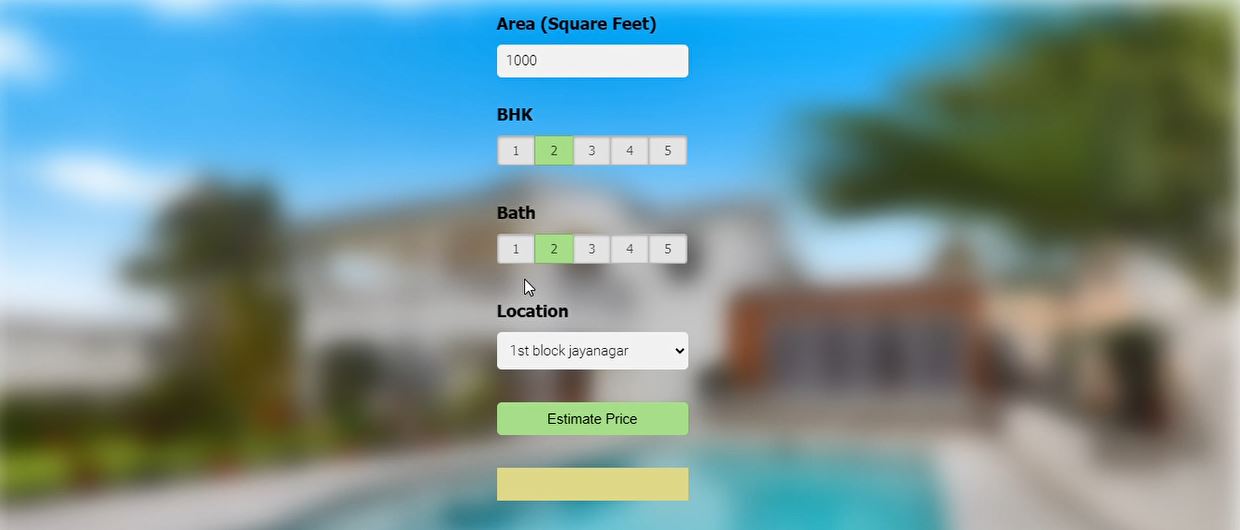 Area (Square Feet)
1000
BHK
1 2 3 4 5
Bath
1 2 3 4 5
Location
1st block jayanagar
Estimate Price